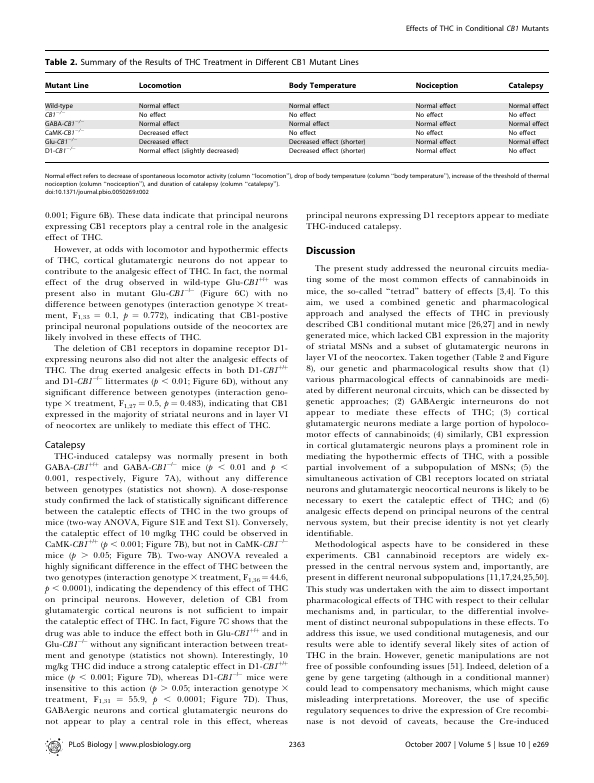 Effects of THC in Conditional CB1 Mutants
Table 2. Summary of the Results of THC Treatment in Different CB1 Mutant Lines
Mutant Line Locomotion Body Temperature Nociception Catalepsy
Wild-type Normal effect Normal effect Normal effect Normal effect
CB1−/− No effect No effect No effect No effect
GABA-CB1−/− Normal effect Normal effect Normal effect Normal effect
CaMK-CB1−/− Decreased effect No effect No effect No effect
Glu-CB1−/− Decreased effect Decreased effect (shorter) Normal effect Normal effect
D1-CB1−/− Normal effect (slightly decreased) Decreased effect (shorter) Normal effect No effect
Normal effect refers to decrease of spontaneous locomotor activity (column "locomotion"), drop of body temperature (column "body temperature"), increase of the threshold of thermal
nociception (column "nociception"), and duration of catalepsy (column "catalepsy").
doi:10.1371/journal.pbio.0050269.t002
0.001; Figure 6B). These data indicate that principal neurons
expressing CB1 receptors play a central role in the analgesic
effect of THC.
However, at odds with locomotor and hypothermic effects
of THC, cortical glutamatergic neurons do not appear to
contribute to the analgesic effect of THC. In fact, the normal
effect of the drug observed in wild-type Glu-CB1+/+ was
present also in mutant Glu-CB1−/− (Figure 6C) with no
difference between genotypes (interaction genotype × treat-
ment, F1,33 = 0.1, p = 0.772), indicating that CB1-postive
principal neuronal populations outside of the neocortex are
likely involved in these effects of THC.
The deletion of CB1 receptors in dopamine receptor D1-
expressing neurons also did not alter the analgesic effects of
THC. The drug exerted analgesic effects in both D1-CB1+/+
and D1-CB1−/− littermates (p < 0.01; Figure 6D), without any
significant difference between genotypes (interaction geno-
type × treatment, F1,27 = 0.5, p = 0.483), indicating that CB1
expressed in the majority of striatal neurons and in layer VI
of neocortex are unlikely to mediate this effect of THC.
Catalepsy
THC-induced catalepsy was normally present in both
GABA-CB1+/+ and GABA-CB1−/− mice (p < 0.01 and p <
0.001, respectively, Figure 7A), without any difference
between genotypes (statistics not shown). A dose-response
study confirmed the lack of statistically significant difference
between the cataleptic effects of THC in the two groups of
mice (two-way ANOVA, Figure S1E and Text S1). Conversely,
the cataleptic effect of 10 mg/kg THC could be observed in
CaMK-CB1+/+ (p < 0.001; Figure 7B), but not in CaMK-CB1−/−
mice (p > 0.05; Figure 7B). Two-way ANOVA revealed a
highly significant difference in the effect of THC between the
two genotypes (interaction genotype × treatment, F1,36 = 44.6,
p < 0.0001), indicating the dependency of this effect of THC
on principal neurons. However, deletion of CB1 from
glutamatergic cortical neurons is not sufficient to impair
the cataleptic effect of THC. In fact, Figure 7C shows that the
drug was able to induce the effect both in Glu-CB1+/+ and in
Glu-CB1−/− without any significant interaction between treat-
ment and genotype (statistics not shown). Interestingly, 10
mg/kg THC did induce a strong cataleptic effect in D1-CB1+/+
mice (p < 0.001; Figure 7D), whereas D1-CB1−/− mice were
insensitive to this action (p > 0.05; interaction genotype ×
treatment, F1,31 = 55.9, p < 0.0001; Figure 7D). Thus,
GABAergic neurons and cortical glutamatergic neurons do
not appear to play a central role in this effect, whereas
principal neurons expressing D1 receptors appear to mediate
THC-induced catalepsy.
Discussion
The present study addressed the neuronal circuits media-
ting some of the most common effects of cannabinoids in
mice, the so-called "tetrad" battery of effects [3,4]. To this
aim, we used a combined genetic and pharmacological
approach and analysed the effects of THC in previously
described CB1 conditional mutant mice [26,27] and in newly
generated mice, which lacked CB1 expression in the majority
of striatal MSNs and a subset of glutamatergic neurons in
layer VI of the neocortex. Taken together (Table 2 and Figure
8), our genetic and pharmacological results show that (1)
various pharmacological effects of cannabinoids are medi-
ated by different neuronal circuits, which can be dissected by
genetic approaches; (2) GABAergic interneurons do not
appear to mediate these effects of THC; (3) cortical
glutamatergic neurons mediate a large portion of hypoloco-
motor effects of cannabinoids; (4) similarly, CB1 expression
in cortical glutamatergic neurons plays a prominent role in
mediating the hypothermic effects of THC, with a possible
partial involvement of a subpopulation of MSNs; (5) the
simultaneous activation of CB1 receptors located on striatal
neurons and glutamatergic neocortical neurons is likely to be
necessary to exert the cataleptic effect of THC; and (6)
analgesic effects depend on principal neurons of the central
nervous system, but their precise identity is not yet clearly
identifiable.
Methodological aspects have to be considered in these
experiments. CB1 cannabinoid receptors are widely ex-
pressed in the central nervous system and, importantly, are
present in different neuronal subpopulations [11,17,24,25,50].
This study was undertaken with the aim to dissect important
pharmacological effects of THC with respect to their cellular
mechanisms and, in particular, to the differential involve-
ment of distinct neuronal subpopulations in these effects. To
address this issue, we used conditional mutagenesis, and our
results were able to identify several likely sites of action of
THC in the brain. However, genetic manipulations are not
free of possible confounding issues [51]. Indeed, deletion of a
gene by gene targeting (although in a conditional manner)
could lead to compensatory mechanisms, which might cause
misleading interpretations. Moreover, the use of specific
regulatory sequences to drive the expression of Cre recombi-
nase is not devoid of caveats, because the Cre-induced
PLoS Biology | www.plosbiology.org 2363 October 2007 | Volume 5 | Issue 10 | e269